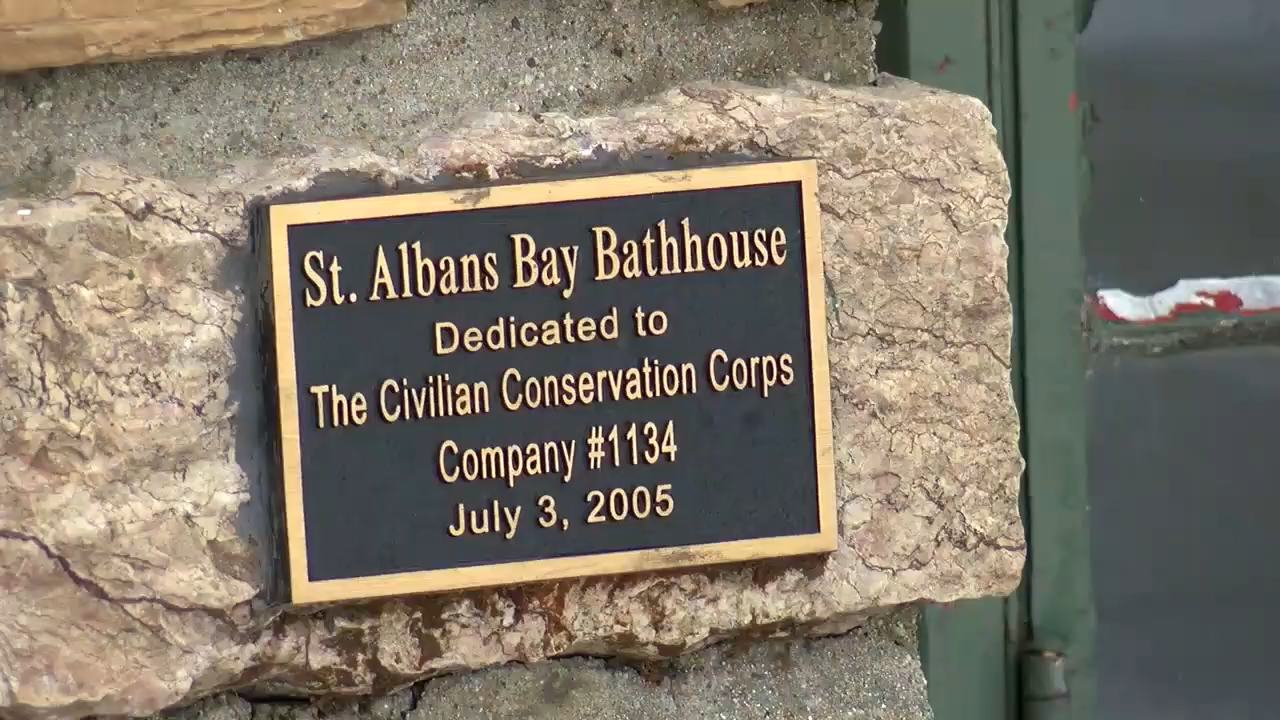 St. Albans Bay Bathhouse
Dedicated to
The Civilian Conservation Corps
Company #1134
July 3, 2005